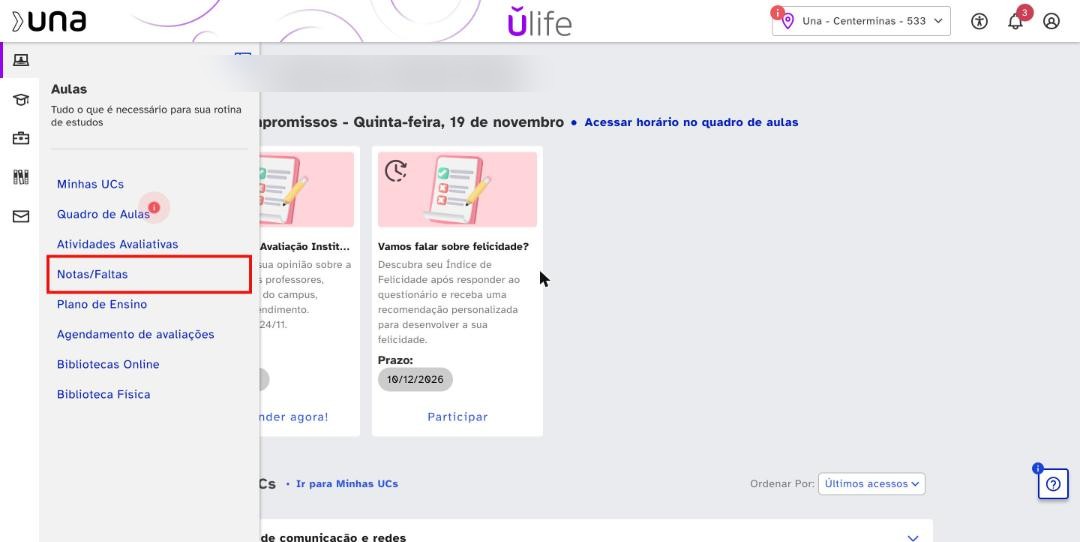 una
ŭlife
Una - Centerminas - 533
3
Aulas
Tudo o que é necessário para sua rotina
de estudos
Minhas UCs
Quadro de Aulas
Atividades Avaliativas
Notas/Faltas
Plano de Ensino
Agendamento de avaliações
Bibliotecas Online
Biblioteca Física
promissos - Quinta-feira, 19 de novembro • Acessar horário no quadro de aulas
Avaliação Instit...
sua opinião sobre a
professores,
do campus,
endimento.
24/11.
nder agora!
Vamos falar sobre felicidade?
Descubra seu Índice de
Felicidade após responder ao
questionário e receba uma
recomendação personalizada
para desenvolver a sua
felicidade.
Prazo:
10/12/2026
Participar
Cs • Ir para Minhas UCs
Ordenar Por: Últimos acessos
de comunicação e redes